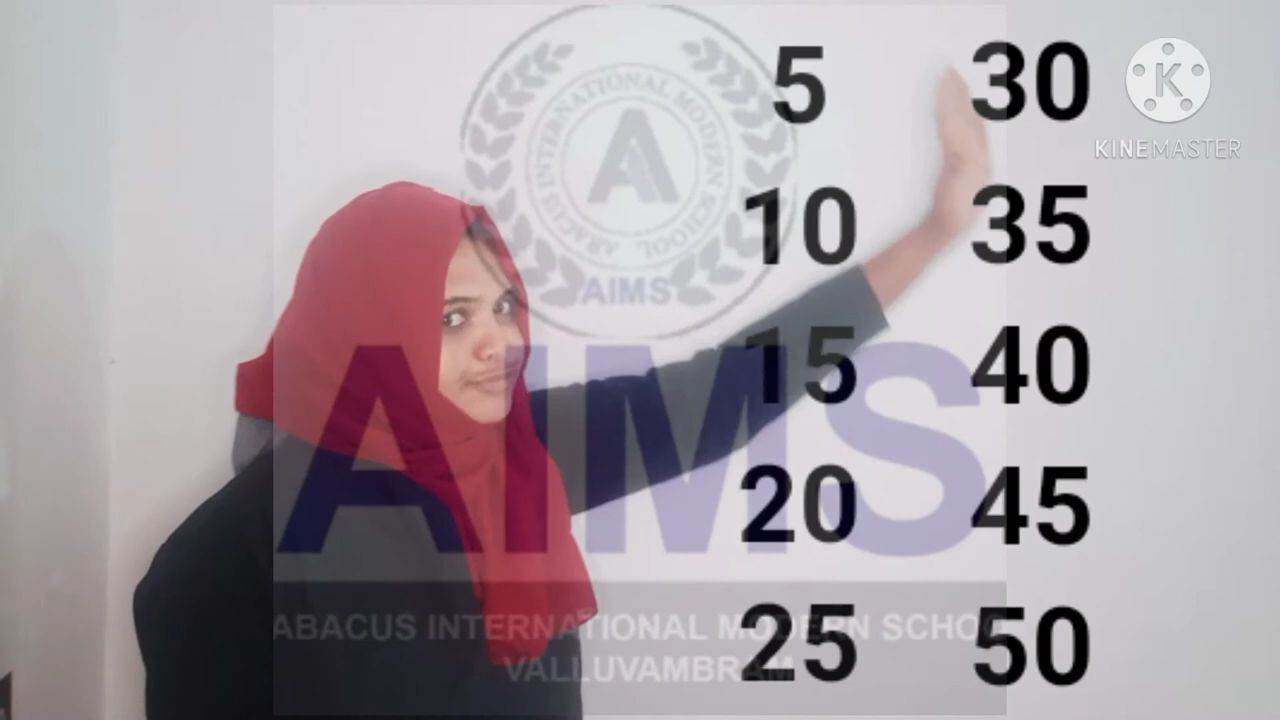 ABACUS INTERNATIONAL MODERN SCHOOL
A
AIMS
5 30
10 35
15 40
20 45
25 50
KINEMASTER
AIMS
ABACUS INTERNATIONAL MODERN SCHOOL
VALLUVAMBRAM